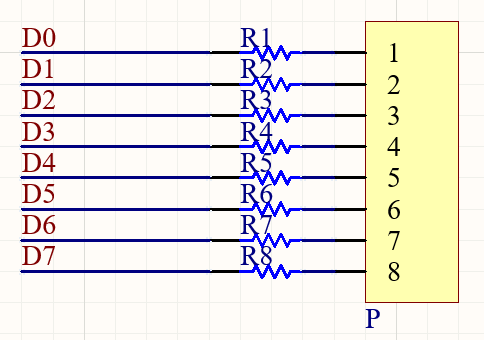 D0 R1 1
D1 R2 2
D2 R3 3
D3 R4 4
D4 R5 5
D5 R6 6
D6 R7 7
D7 R8 8
P